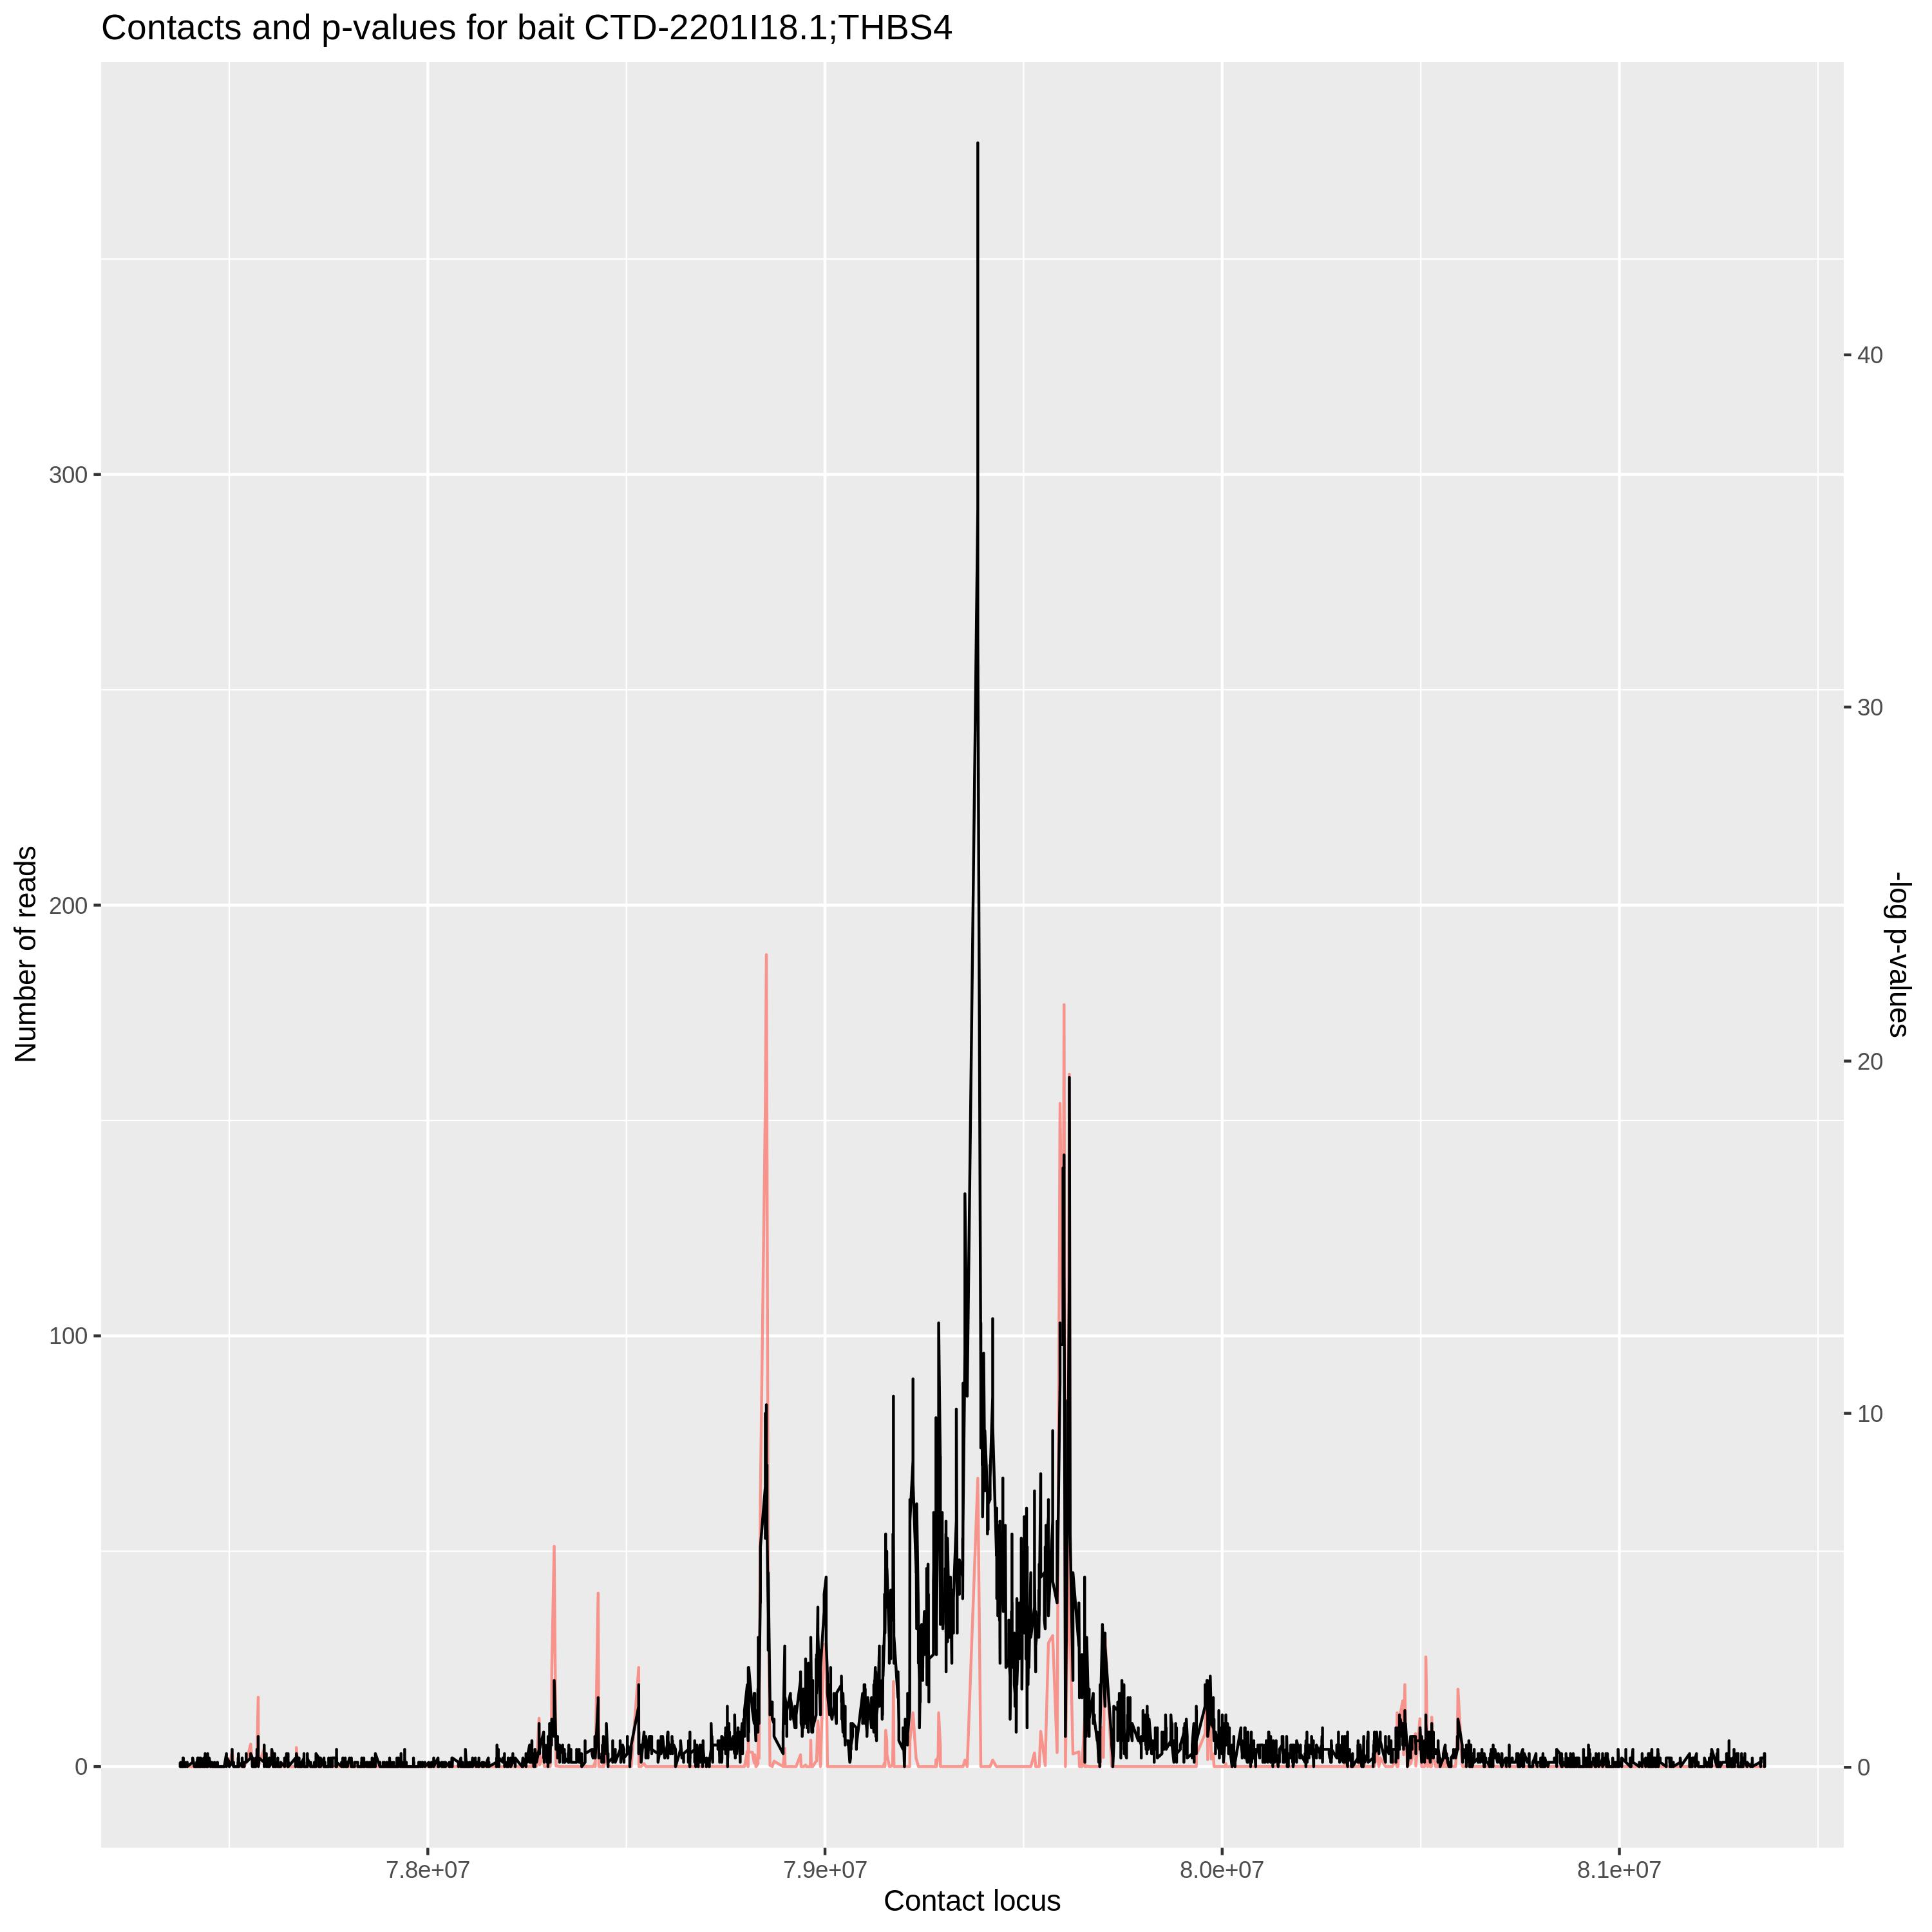 Contacts and p-values for bait CTD-2201I18.1;THBS4
300
200
100
0
Number of reads
40
30
20
10
0
-log p-values
7.8e+07
7.9e+07
8.0e+07
8.1e+07
Contact locus